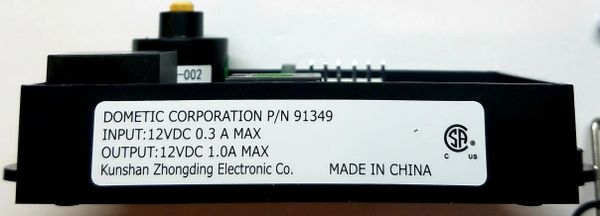 -002
DOMETIC CORPORATION P/N 91349
INPUT:12VDC 0.3 A MAX
OUTPUT:12VDC 1.0A MAX
Kunshan Zhongding Electronic Co.
MADE IN CHINA
SA ®
C US